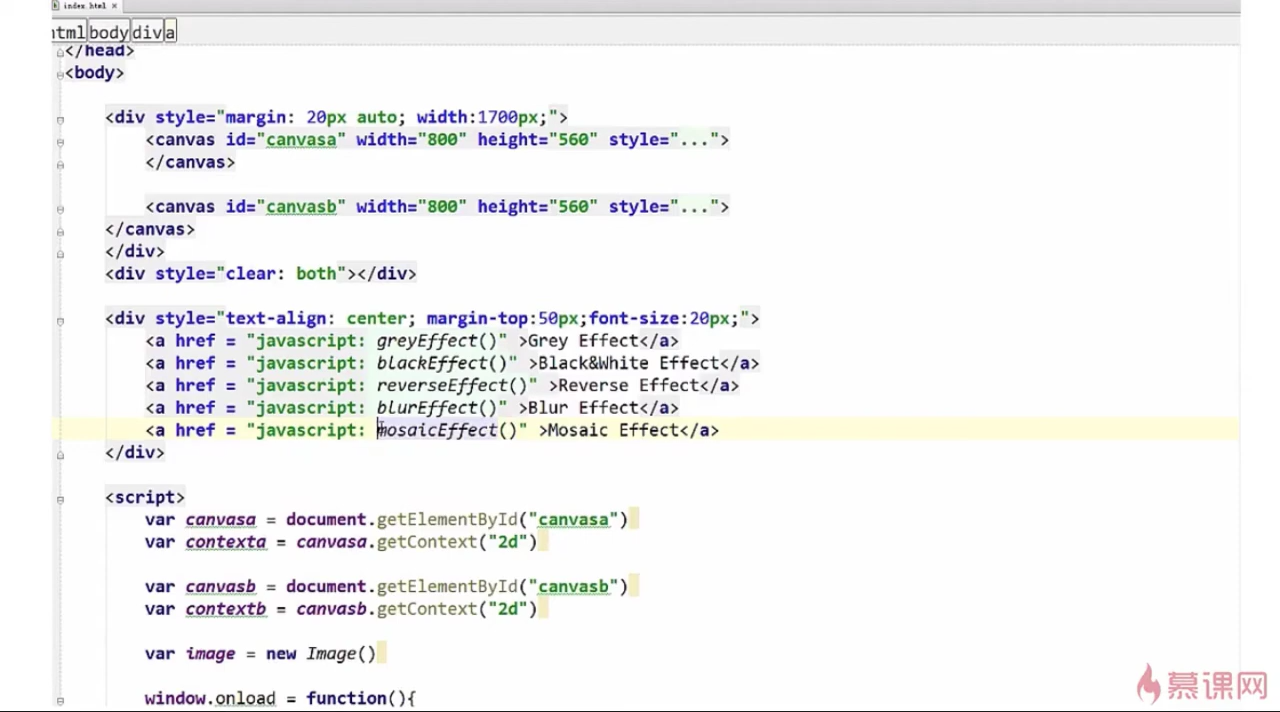 index.html ×
html body div a
</head>
<body>
<div style="margin: 20px auto; width:1700px;">
<canvas id="canvasa" width="800" height="560" style="...">
</canvas>
<canvas id="canvasb" width="800" height="560" style="...">
</canvas>
</div>
<div style="clear: both"></div>
<div style="text-align: center; margin-top:50px;font-size:20px;">
<a href = "javascript: greyEffect()" >Grey Effect</a>
<a href = "javascript: blackEffect()" >Black&White Effect</a>
<a href = "javascript: reverseEffect()" >Reverse Effect</a>
<a href = "javascript: blurEffect()" >Blur Effect</a>
<a href = "javascript: mosaicEffect()" >Mosaic Effect</a>
</div>
<script>
var canvasa = document.getElementById("canvasa")
var contexta = canvasa.getContext("2d")
var canvasb = document.getElementById("canvasb")
var contextb = canvasb.getContext("2d")
var image = new Image()
window.onload = function(){
慕课网